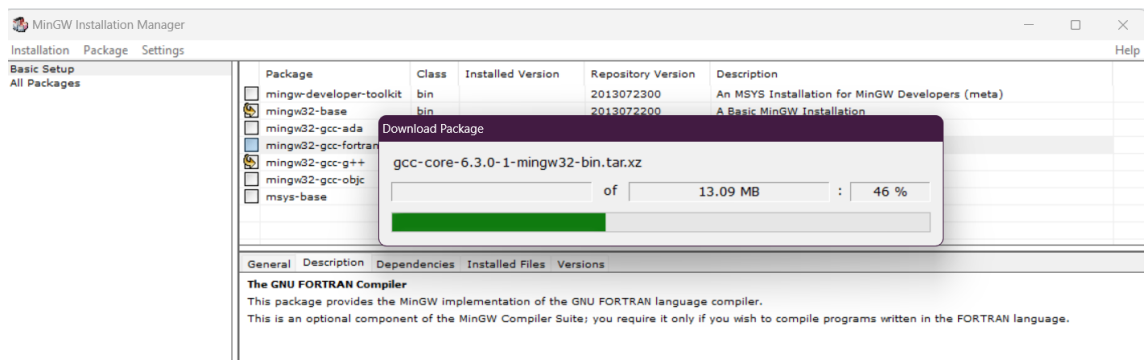 MinGW Installation Manager
Installation Package Settings Help
Basic Setup
All Packages
Package Class Installed Version Repository Version Description
mingw-developer-toolkit bin 2013072300 An MSYS Installation for MinGW Developers (meta)
mingw32-base bin 2013072200 A Basic MinGW Installation
mingw32-gcc-ada
mingw32-gcc-fortran
mingw32-gcc-g++
mingw32-gcc-objc
msys-base
Download Package
gcc-core-6.3.0-1-mingw32-bin.tar.xz
of 13.09 MB : 46 %
General Description Dependencies Installed Files Versions
The GNU FORTRAN Compiler
This package provides the MinGW implementation of the GNU FORTRAN language compiler.
This is an optional component of the MinGW Compiler Suite; you require it only if you wish to compile programs written in the FORTRAN language.